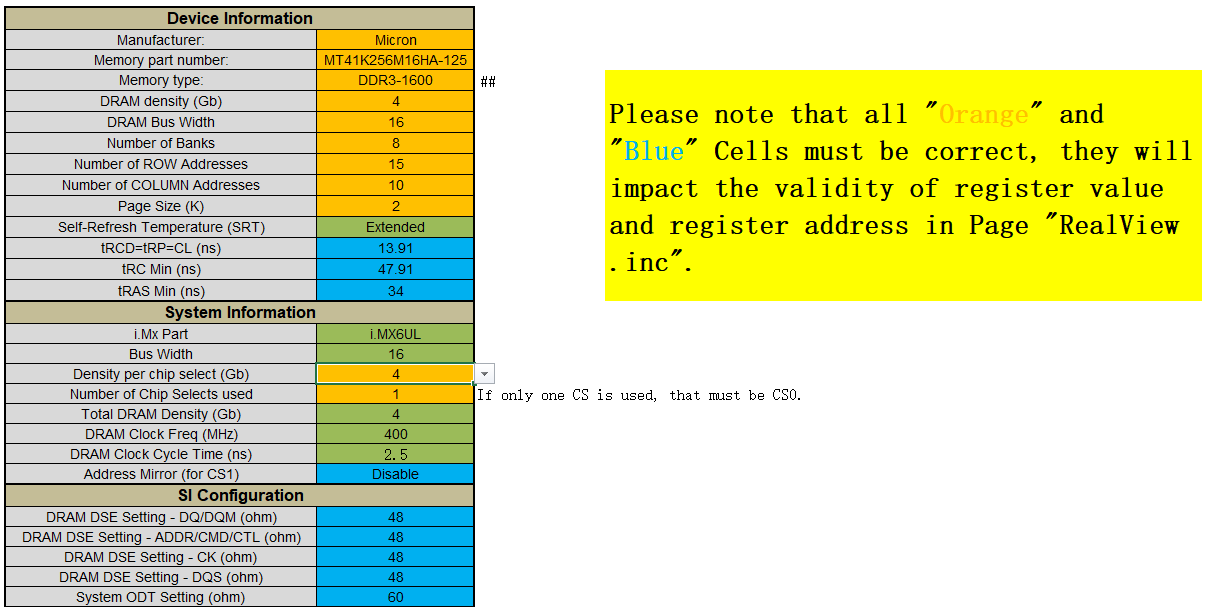 Device Information
Manufacturer: Micron
Memory part number: MT41K256M16HA-125
Memory type: DDR3-1600 ##
DRAM density (Gb) 4
DRAM Bus Width 16
Number of Banks 8
Number of ROW Addresses 15
Number of COLUMN Addresses 10
Page Size (K) 2
Self-Refresh Temperature (SRT) Extended
tRCD=tRP=CL (ns) 13.91
tRC Min (ns) 47.91
tRAS Min (ns) 34
System Information
i.Mx Part i.MX6UL
Bus Width 16
Density per chip select (Gb) 4
Number of Chip Selects used 1 If only one CS is used, that must be CS0.
Total DRAM Density (Gb) 4
DRAM Clock Freq (MHz) 400
DRAM Clock Cycle Time (ns) 2.5
Address Mirror (for CS1) Disable
SI Configuration
DRAM DSE Setting - DQ/DQM (ohm) 48
DRAM DSE Setting - ADDR/CMD/CTL (ohm) 48
DRAM DSE Setting - CK (ohm) 48
DRAM DSE Setting - DQS (ohm) 48
System ODT Setting (ohm) 60
Please note that all "Orange" and
"Blue" Cells must be correct, they will
impact the validity of register value
and register address in Page "RealView
.inc".